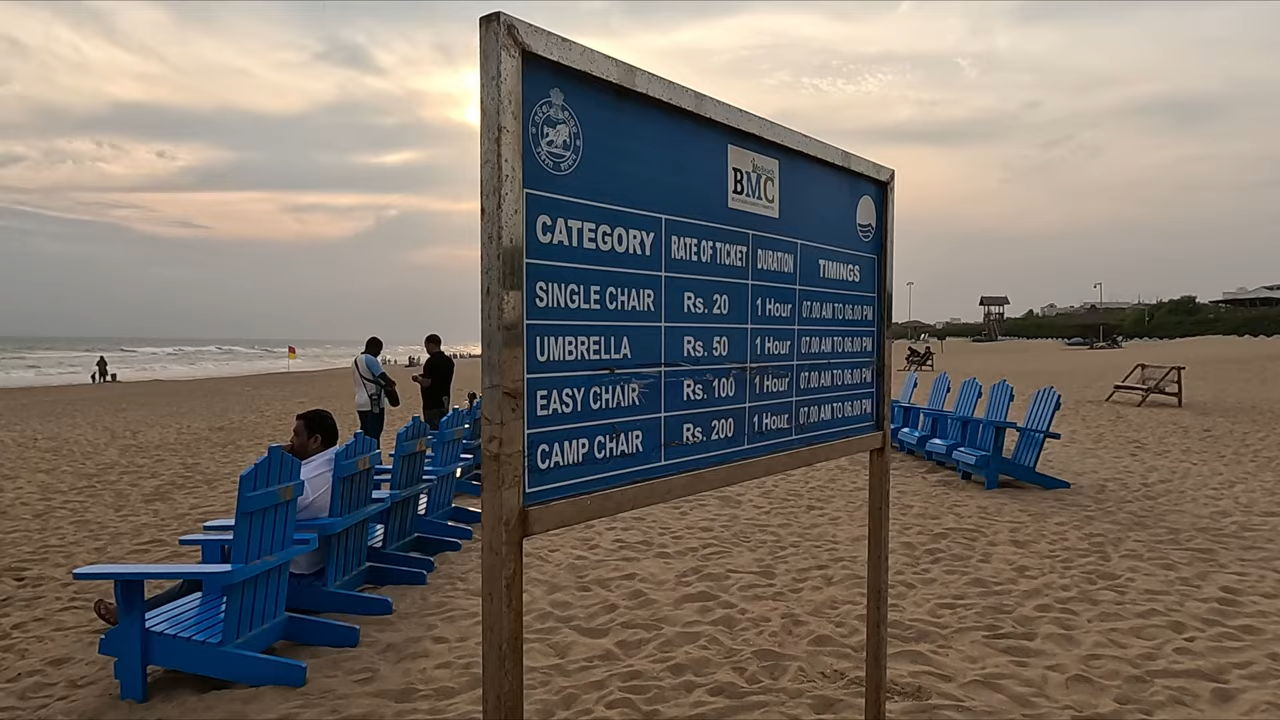 Mo Beach
BMC
CATEGORY RATE OF TICKET DURATION TIMINGS
SINGLE CHAIR Rs. 20 1 Hour 07.00 AM TO 06.00 PM
UMBRELLA Rs. 50 1 Hour 07.00 AM TO 06.00 PM
EASY CHAIR Rs. 100 1 Hour 07.00 AM TO 06.00 PM
CAMP CHAIR Rs. 200 1 Hour 07.00 AM TO 06.00 PM